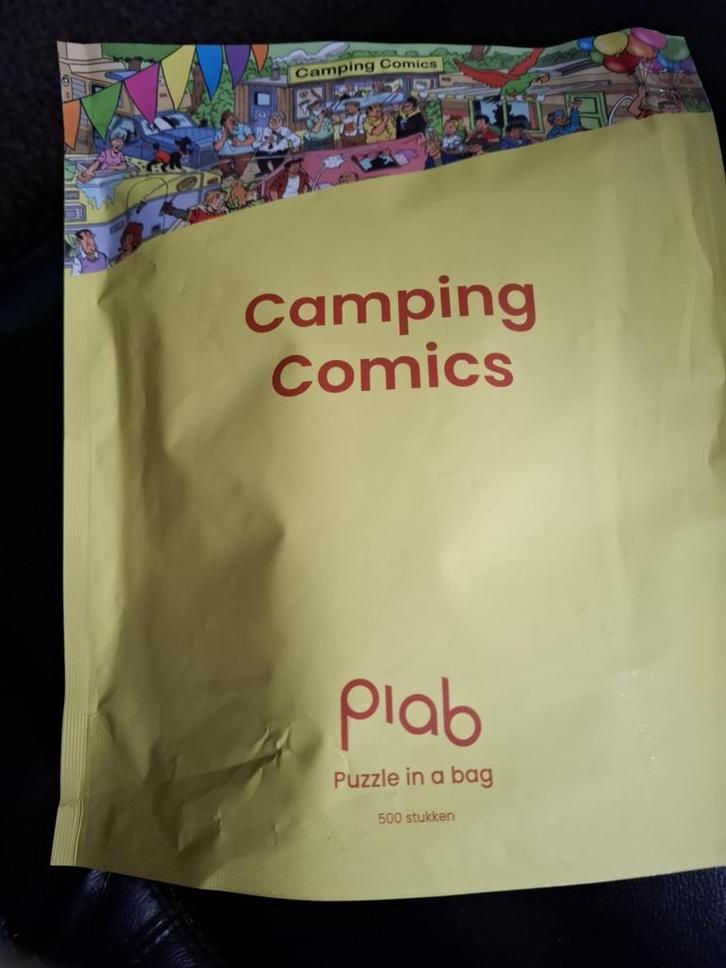 Camping Comics
Camping
Comics
plab
Puzzle in a bag
500 stukken